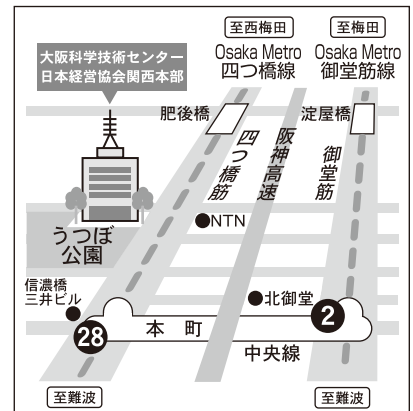 至西梅田
Osaka Metro
四つ橋線
至梅田
Osaka Metro
御堂筋線
大阪科学技術センター
日本経営協会関西本部
肥後橋
淀屋橋
四つ橋筋
阪神高速
御堂筋
NTN
うつぼ
公園
信濃橋
三井ビル
北御堂
28
本町
2
中央線
至難波
至難波